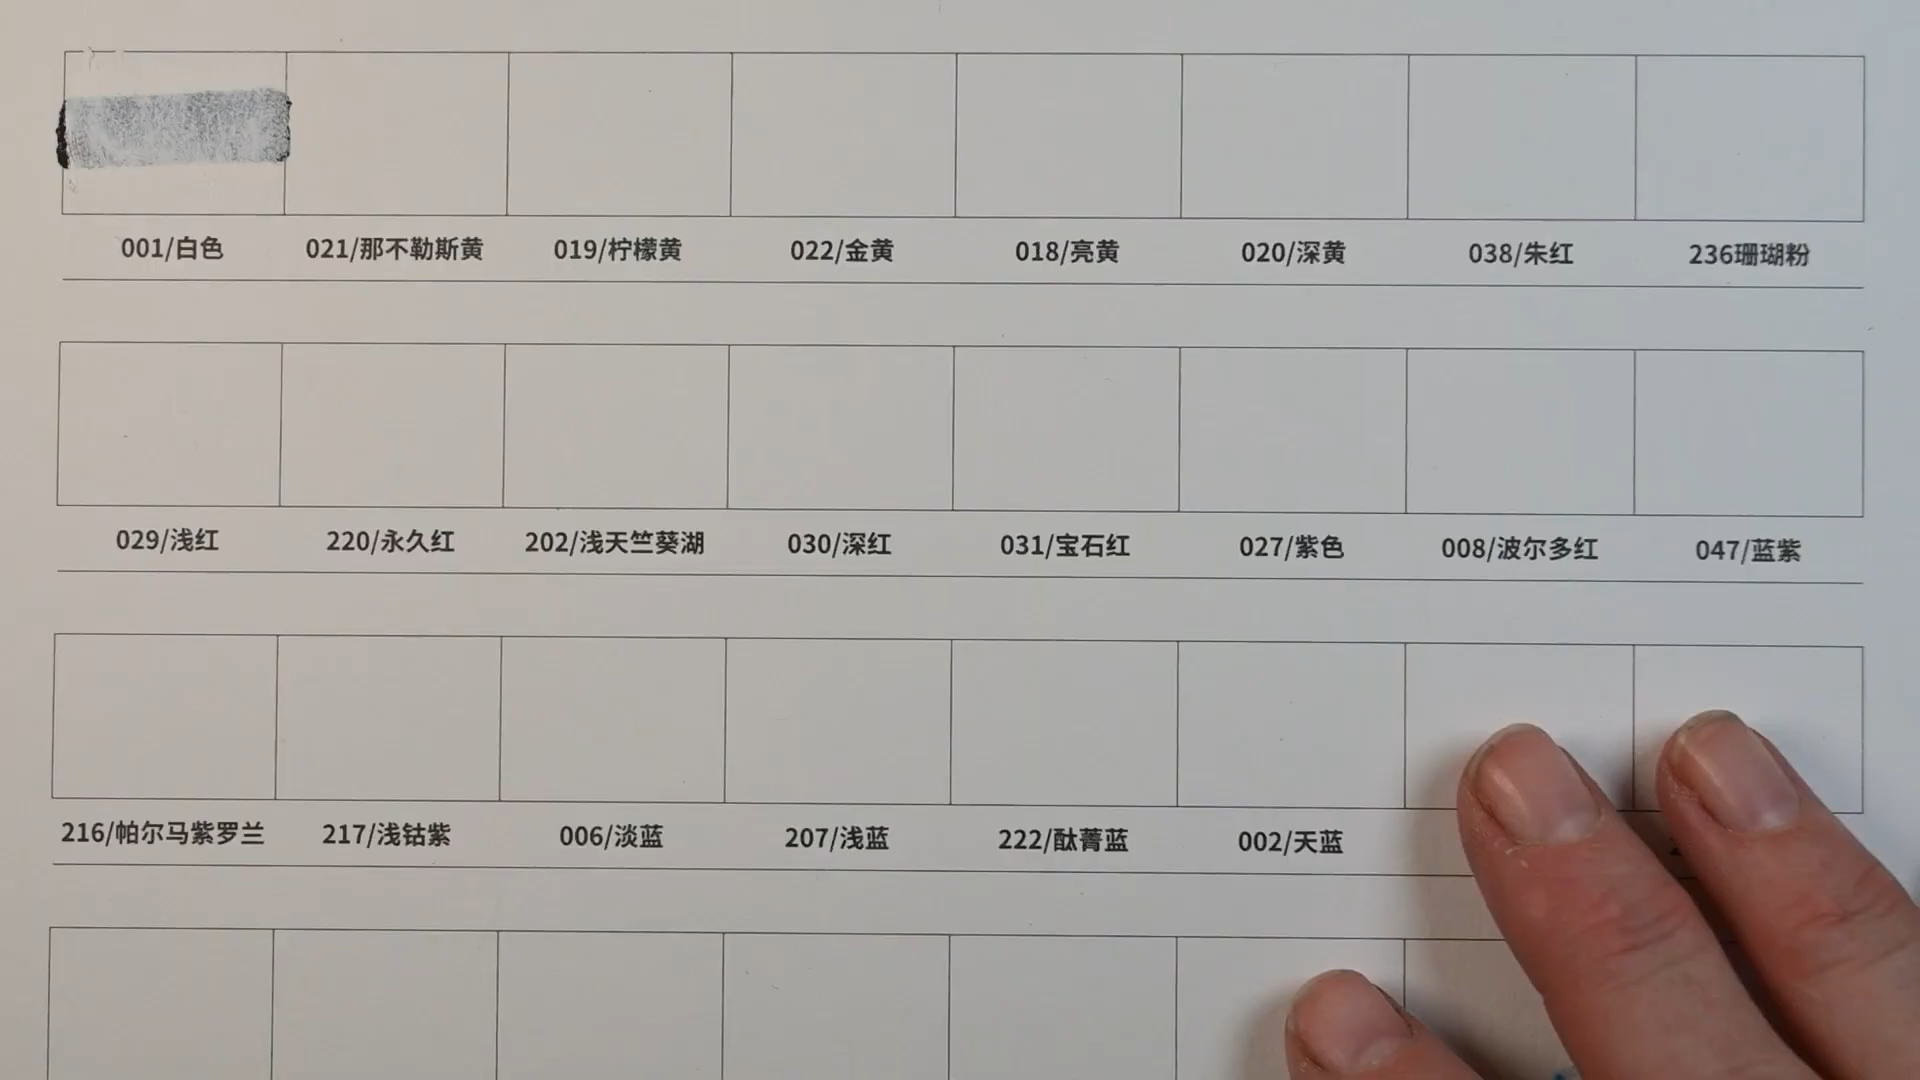 001/白色 021/那不勒斯黄 019/柠檬黄 022/金黄 018/亮黄 020/深黄 038/朱红 236珊瑚粉
029/浅红 220/永久红 202/浅天竺葵湖 030/深红 031/宝石红 027/紫色 008/波尔多红 047/蓝紫
216/帕尔马紫罗兰 217/浅钴紫 006/淡蓝 207/浅蓝 222/酞菁蓝 002/天蓝